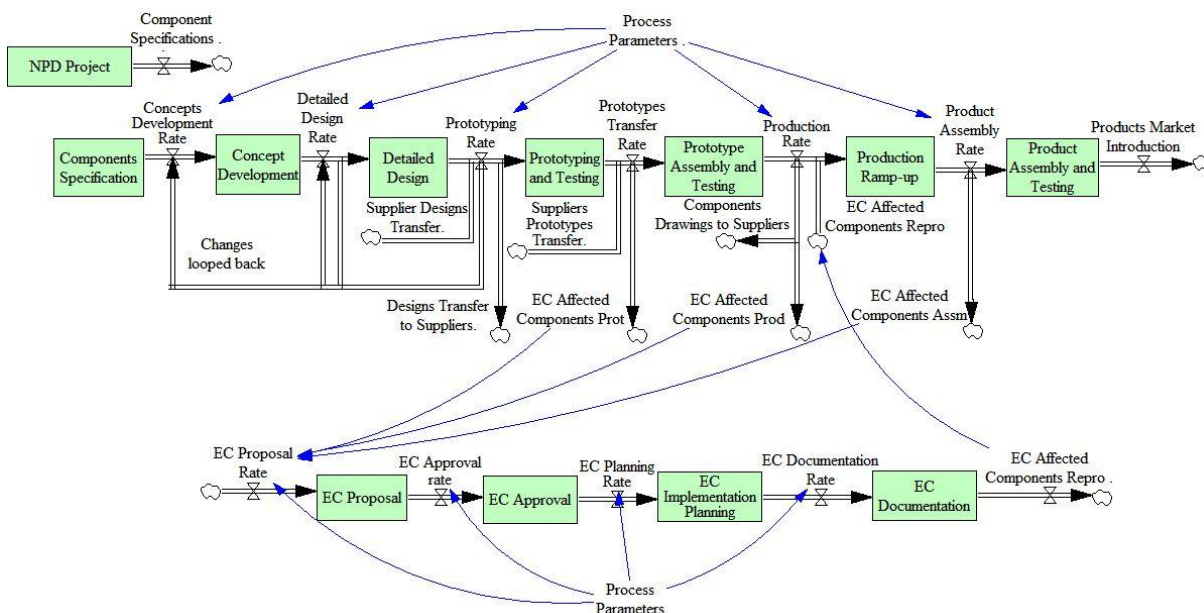 Component
Specifications .
Process
Parameters .
NPD Project
Concepts
Development
Rate
Detailed
Design
Rate
Prototyping
Rate
Prototypes
Transfer
Rate
Production
Rate
Product
Assembly
Rate
Products Market
Introduction
Components
Specification
Concept
Development
Detailed
Design
Prototyping
and Testing
Prototype
Assembly and
Testing
Production
Ramp-up
Product
Assembly and
Testing
Supplier Designs
Transfer.
Suppliers
Prototypes
Transfer.
Components
Drawings to Suppliers
EC Affected
Components Repro
Changes
looped back
Designs Transfer
to Suppliers.
EC Affected
Components Prot
EC Affected
Components Prod
EC Affected
Components Assm
EC Proposal
Rate
EC Approval
rate
EC Planning
Rate
EC Documentation
Rate
EC Affected
Components Repro .
EC Proposal
EC Approval
EC
Implementation
Planning
EC
Documentation
Process
Parameters